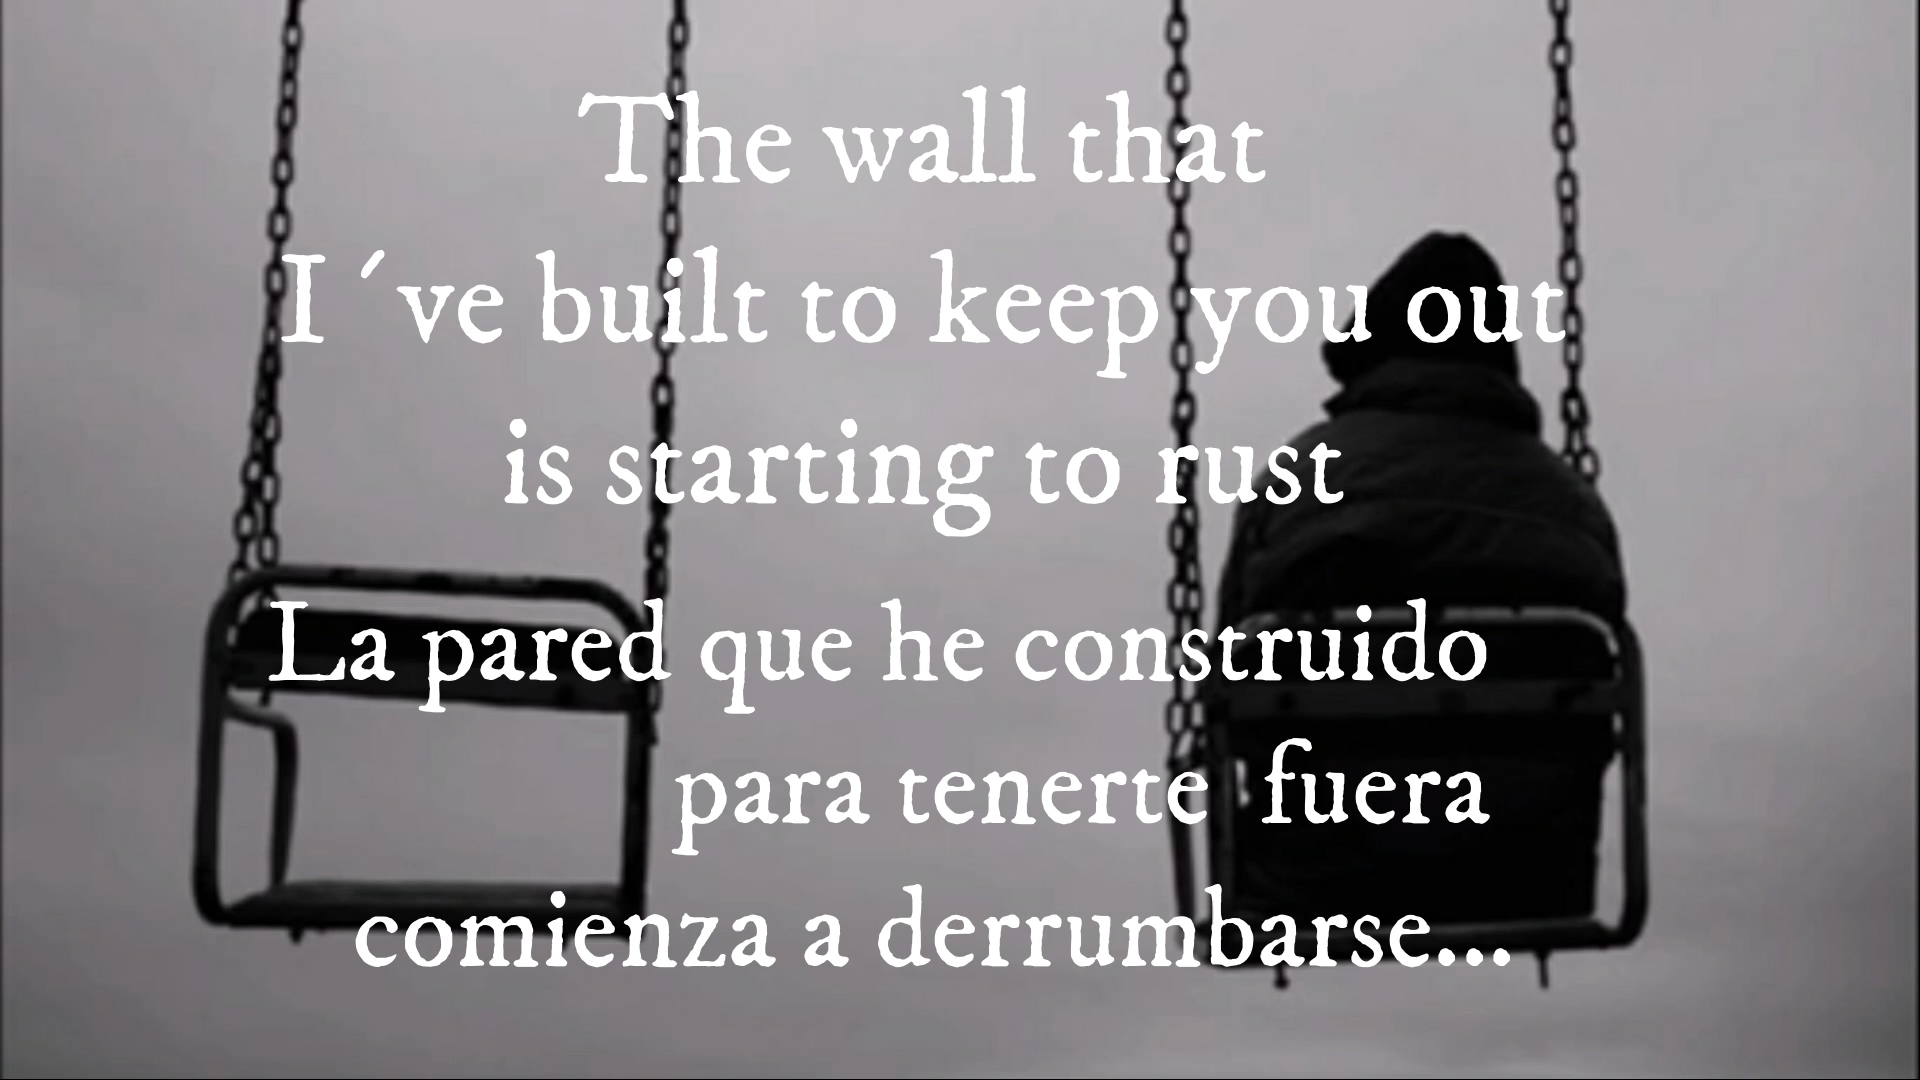 The wall that
I´ve built to keep you out
is starting to rust
La pared que he construido
para tenerte fuera
comienza a derrumbarse...